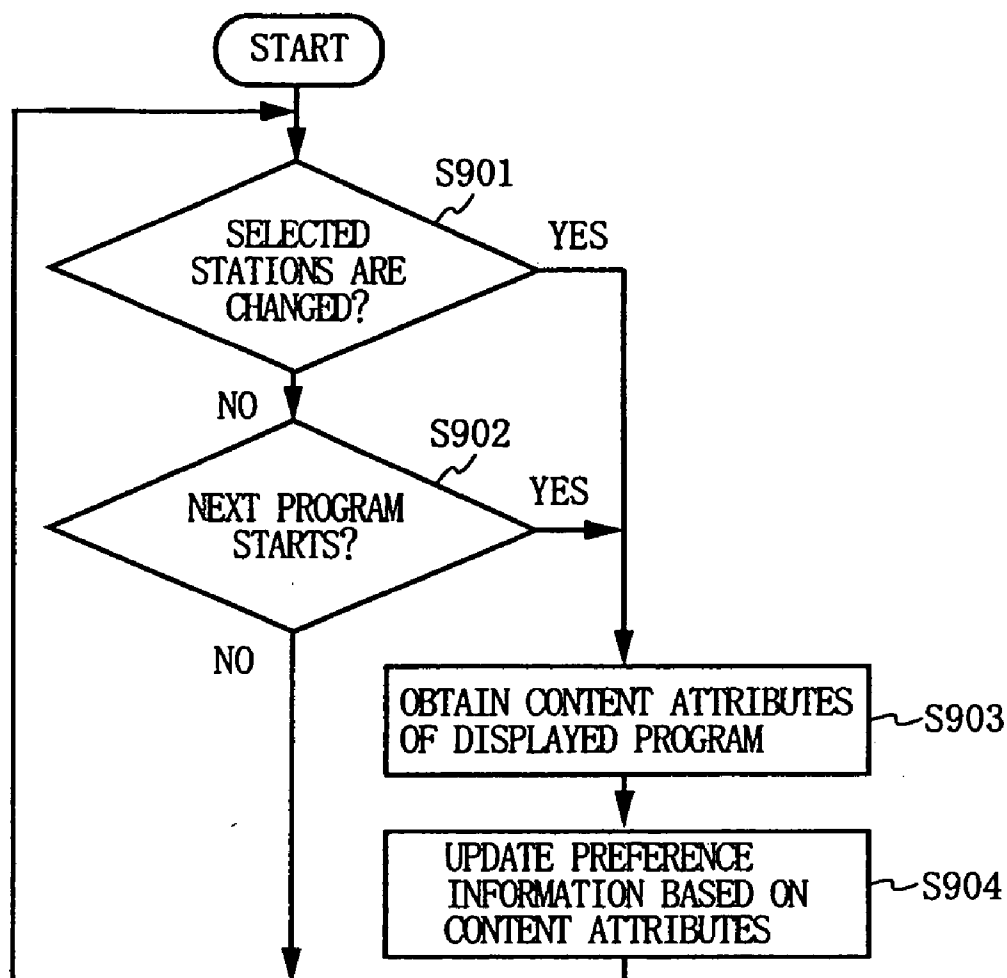 START
S901
SELECTED
STATIONS ARE
CHANGED?
YES
NO
S902
NEXT PROGRAM
STARTS?
YES
NO
OBTAIN CONTENT ATTRIBUTES
OF DISPLAYED PROGRAM
S903
UPDATE PREFERENCE
INFORMATION BASED ON
CONTENT ATTRIBUTES
S904